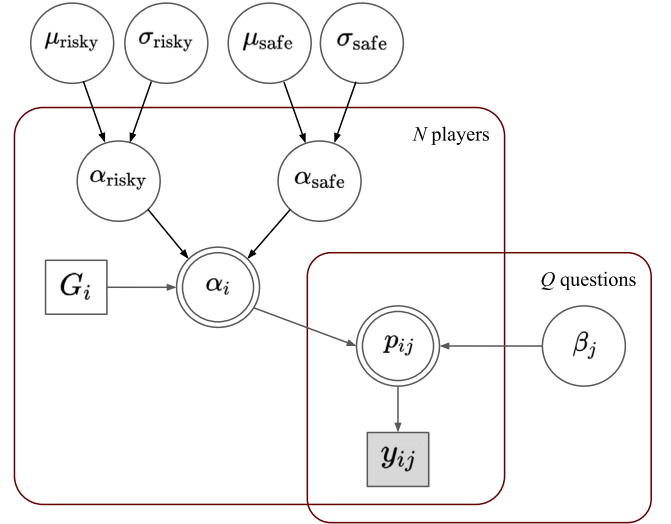 μ_risky σ_risky μ_safe σ_safe
N players
α_risky α_safe
Q questions
G_i α_i
p_ij β_j
y_ij